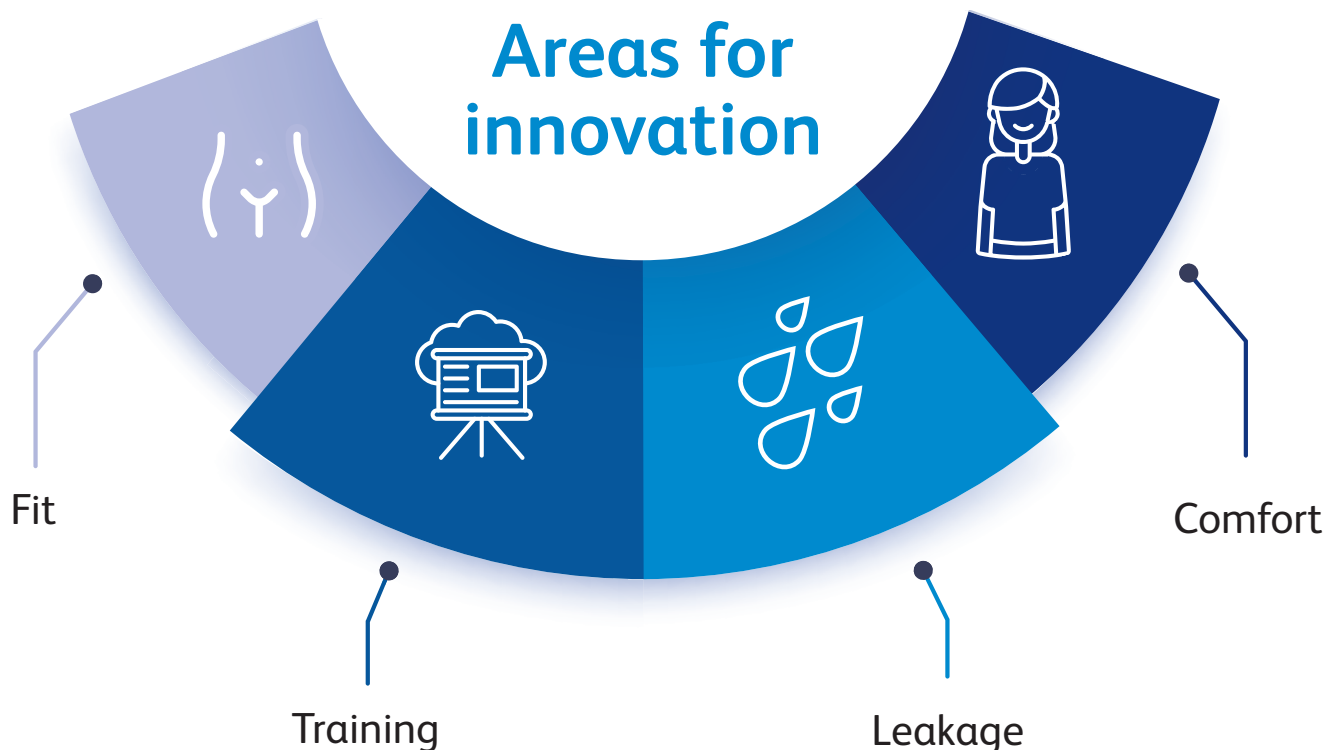 Areas for
innovation
Fit
Training
Leakage
Comfort